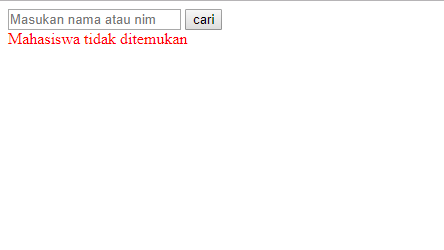 Masukan nama atau nim cari
Mahasiswa tidak ditemukan